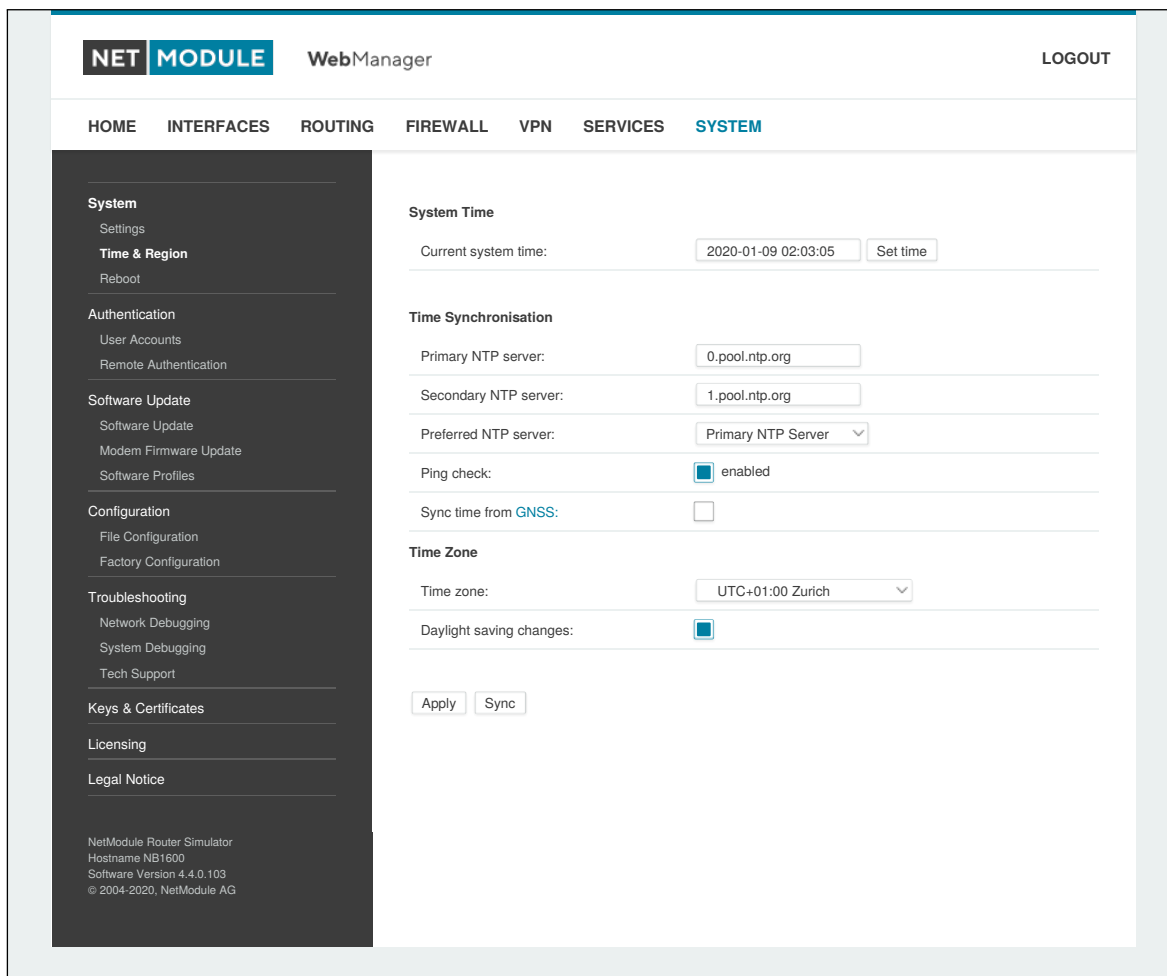 NET MODULE WebManager LOGOUT
HOME INTERFACES ROUTING FIREWALL VPN SERVICES SYSTEM
System
Settings
Time & Region
Reboot
Authentication
User Accounts
Remote Authentication
Software Update
Software Update
Modem Firmware Update
Software Profiles
Configuration
File Configuration
Factory Configuration
Troubleshooting
Network Debugging
System Debugging
Tech Support
Keys & Certificates
Licensing
Legal Notice
NetModule Router Simulator
Hostname NB1600
Software Version 4.4.0.103
© 2004-2020, NetModule AG
System Time
Current system time: 2020-01-09 02:03:05 Set time
Time Synchronisation
Primary NTP server: 0.pool.ntp.org
Secondary NTP server: 1.pool.ntp.org
Preferred NTP server: Primary NTP Server
Ping check: enabled
Sync time from GNSS:
Time Zone
Time zone: UTC+01:00 Zurich
Daylight saving changes:
Apply Sync